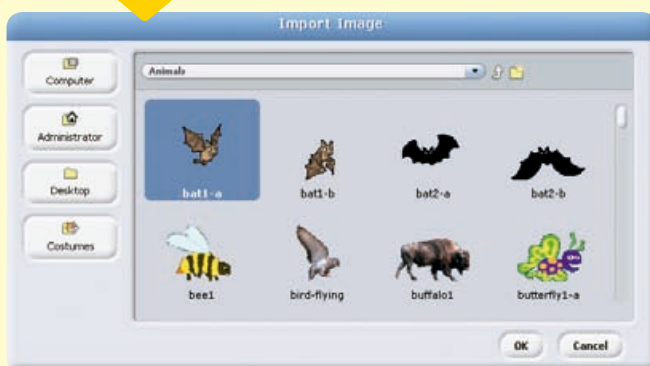 Import Image
Computer
Administrator
Desktop
Costumes
Animals
bat1-a bat1-b bat2-a bat2-b
bee1 bird-flying buffalo1 butterfly1-a
OK Cancel